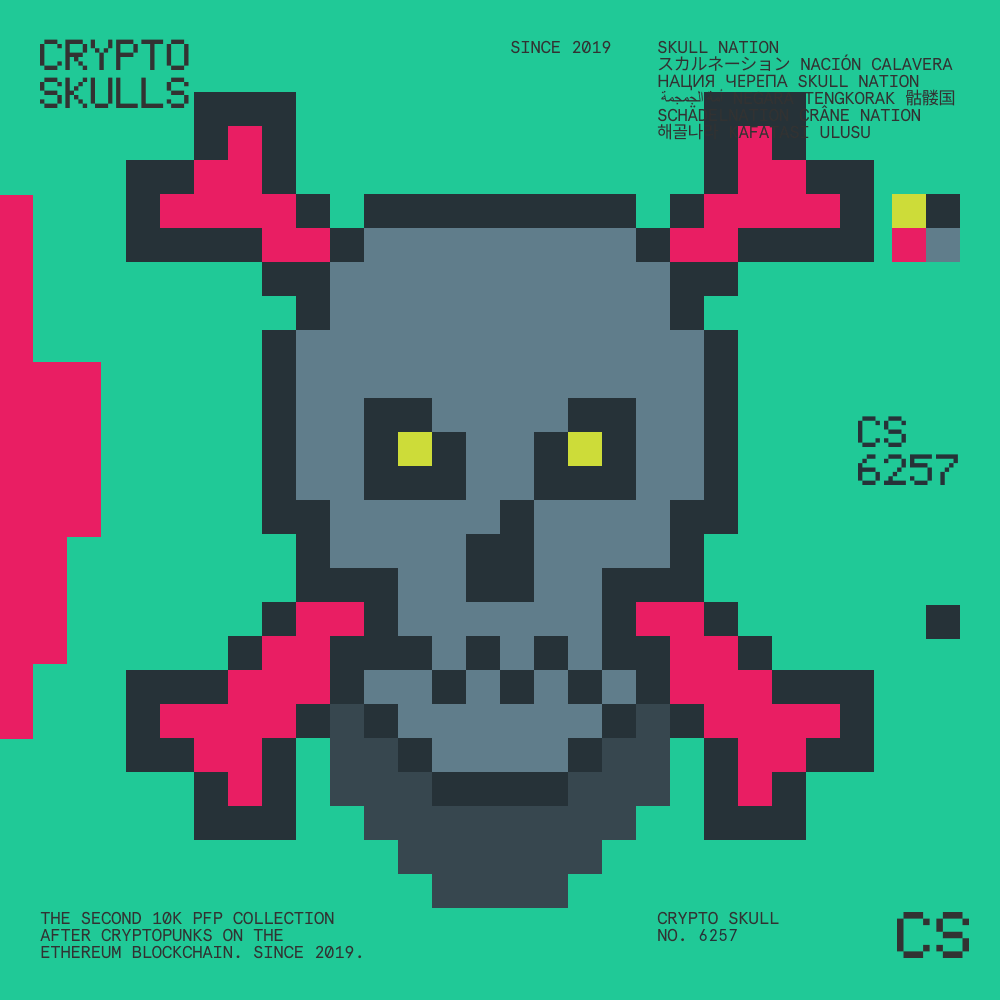 CRYPTO
SKULLS
SINCE 2019
SKULL NATION
スカルネーション NACIÓN CALAVERA
НАЦИЯ ЧЕРЕПА SKULL NATION
الجمجمة TENGKORAK 骷髅国
CRÂNE NATION
해골나 ULUSU
CS
6257
THE SECOND 10K PFP COLLECTION
AFTER CRYPTOPUNKS ON THE
ETHEREUM BLOCKCHAIN. SINCE 2019.
CRYPTO SKULL
NO. 6257
CS